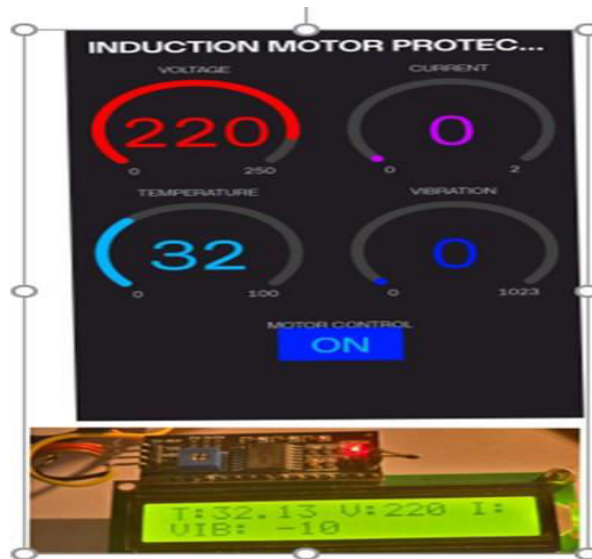 INDUCTION MOTOR PROTEC...
VOLTAGE CURRENT
220 0
0 250 0 2
TEMPERATURE VIBRATION
32 0
0 100 0 1023
MOTOR CONTROL
ON
T:32.13 V:220 I:
VIB: -10